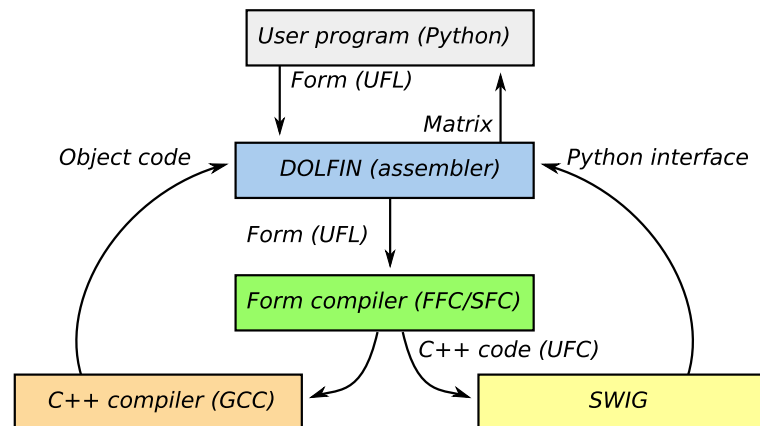 User program (Python)
Form (UFL)
Matrix
Object code
DOLFIN (assembler)
Python interface
Form (UFL)
Form compiler (FFC/SFC)
C++ code (UFC)
C++ compiler (GCC)
SWIG